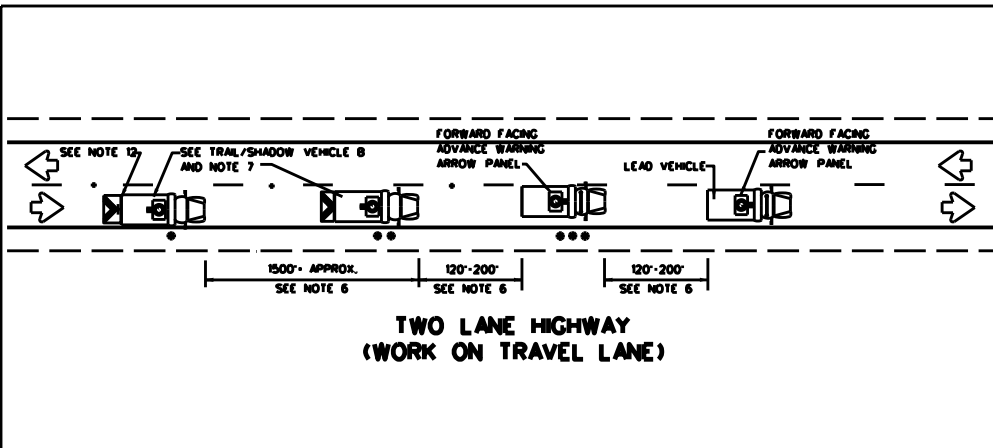 FORWARD FACING
ADVANCE WARNING
ARROW PANEL
FORWARD FACING
ADVANCE WARNING
ARROW PANEL
SEE NOTE 12
SEE TRAIL/SHADOW VEHICLE B
AND NOTE 7
LEAD VEHICLE
* 
**
***
1500'+ APPROX.
SEE NOTE 6
120'-200'
SEE NOTE 6
120'-200'
SEE NOTE 6
TWO LANE HIGHWAY
(WORK ON TRAVEL LANE)